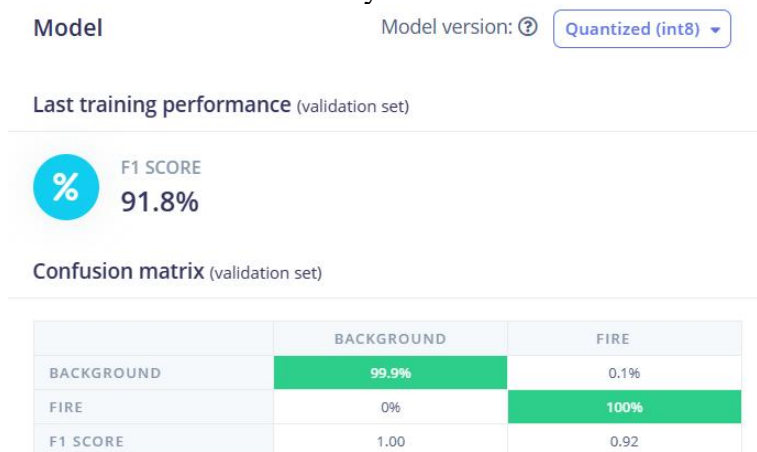 Model Model version: ? Quantized (int8)
Last training performance (validation set)
% F1 SCORE
91.8%
Confusion matrix (validation set)
BACKGROUND FIRE
BACKGROUND 99.9% 0.1%
FIRE 0% 100%
F1 SCORE 1.00 0.92